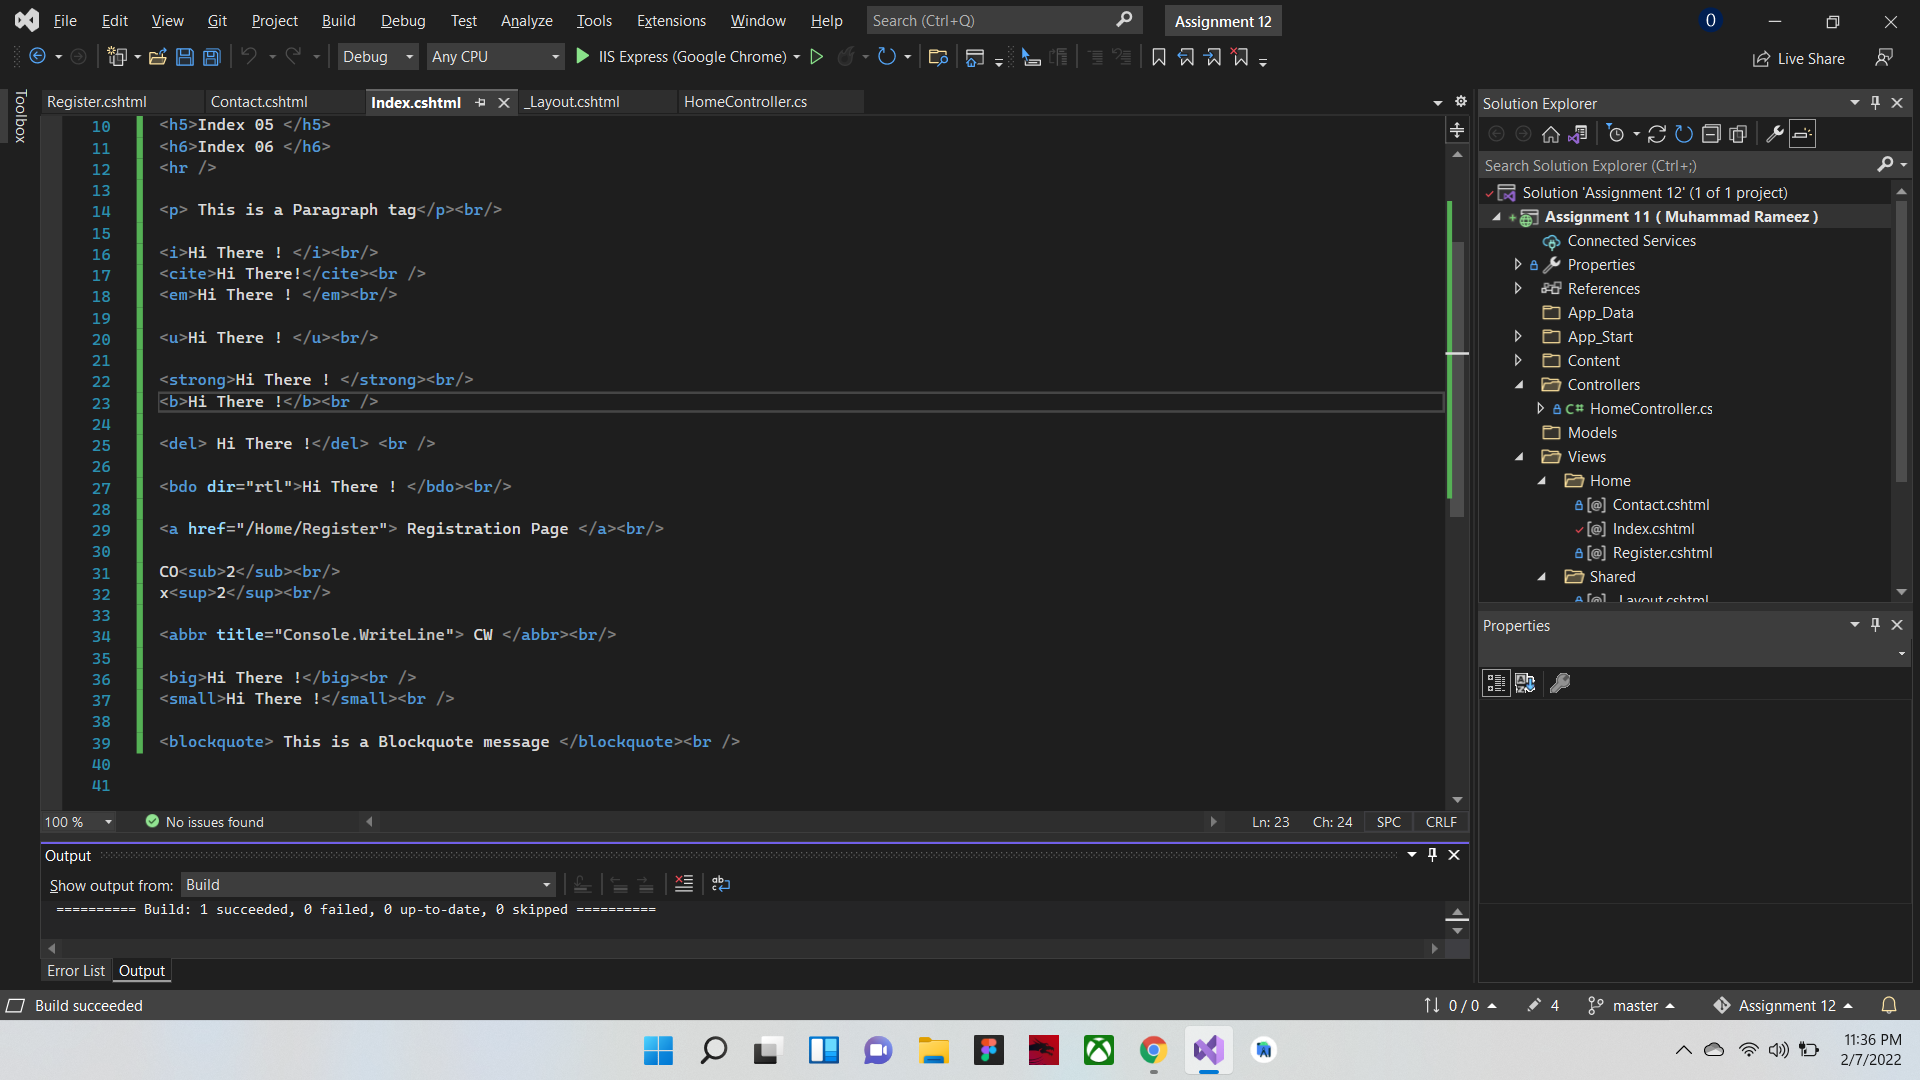 File Edit View Git Project Build Debug Test Analyze Tools Extensions Window Help Search (Ctrl+Q) Assignment 12 0
Debug Any CPU IIS Express (Google Chrome) Live Share
Toolbox
Register.cshtml Contact.cshtml Index.cshtml _Layout.cshtml HomeController.cs
10 <h5>Index 05 </h5>
11 <h6>Index 06 </h6>
12 <hr />
13
14 <p> This is a Paragraph tag</p><br/>
15
16 <i>Hi There ! </i><br/>
17 <cite>Hi There!</cite><br />
18 <em>Hi There ! </em><br/>
19
20 <u>Hi There ! </u><br/>
21
22 <strong>Hi There ! </strong><br/>
23 <b>Hi There !</b><br />
24
25 <del> Hi There !</del> <br />
26
27 <bdo dir="rtl">Hi There ! </bdo><br/>
28
29 <a href="/Home/Register"> Registration Page </a><br/>
30
31 CO<sub>2</sub><br/>
32 x<sup>2</sup><br/>
33
34 <abbr title="Console.WriteLine"> CW </abbr><br/>
35
36 <big>Hi There !</big><br />
37 <small>Hi There !</small><br />
38
39 <blockquote> This is a Blockquote message </blockquote><br />
40
41
100 % No issues found Ln: 23 Ch: 24 SPC CRLF
Output
Show output from: Build
========== Build: 1 succeeded, 0 failed, 0 up-to-date, 0 skipped ==========
Error List Output
Solution Explorer
Search Solution Explorer (Ctrl+;)
Solution 'Assignment 12' (1 of 1 project)
Assignment 11 ( Muhammad Rameez )
Connected Services
Properties
References
App_Data
App_Start
Content
Controllers
C# HomeController.cs
Models
Views
Home
[@] Contact.cshtml
[@] Index.cshtml
[@] Register.cshtml
Shared
[@] _Layout.cshtml
Properties
Build succeeded 0 / 0 4 master Assignment 12
11:36 PM
2/7/2022